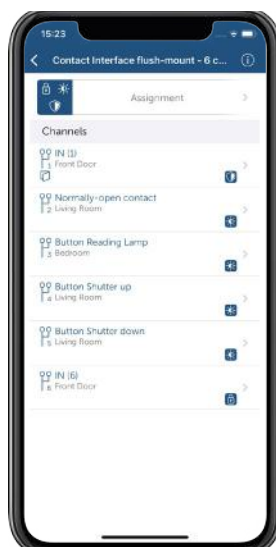 15:23
Contact Interface flush-mount - 6 c...
Assignment
Channels
IN (1)
1 Front Door
Normally-open contact
2 Living Room
Button Reading Lamp
3 Bedroom
Button Shutter up
4 Living Room
Button Shutter down
5 Living Room
IN (6)
6 Front Door